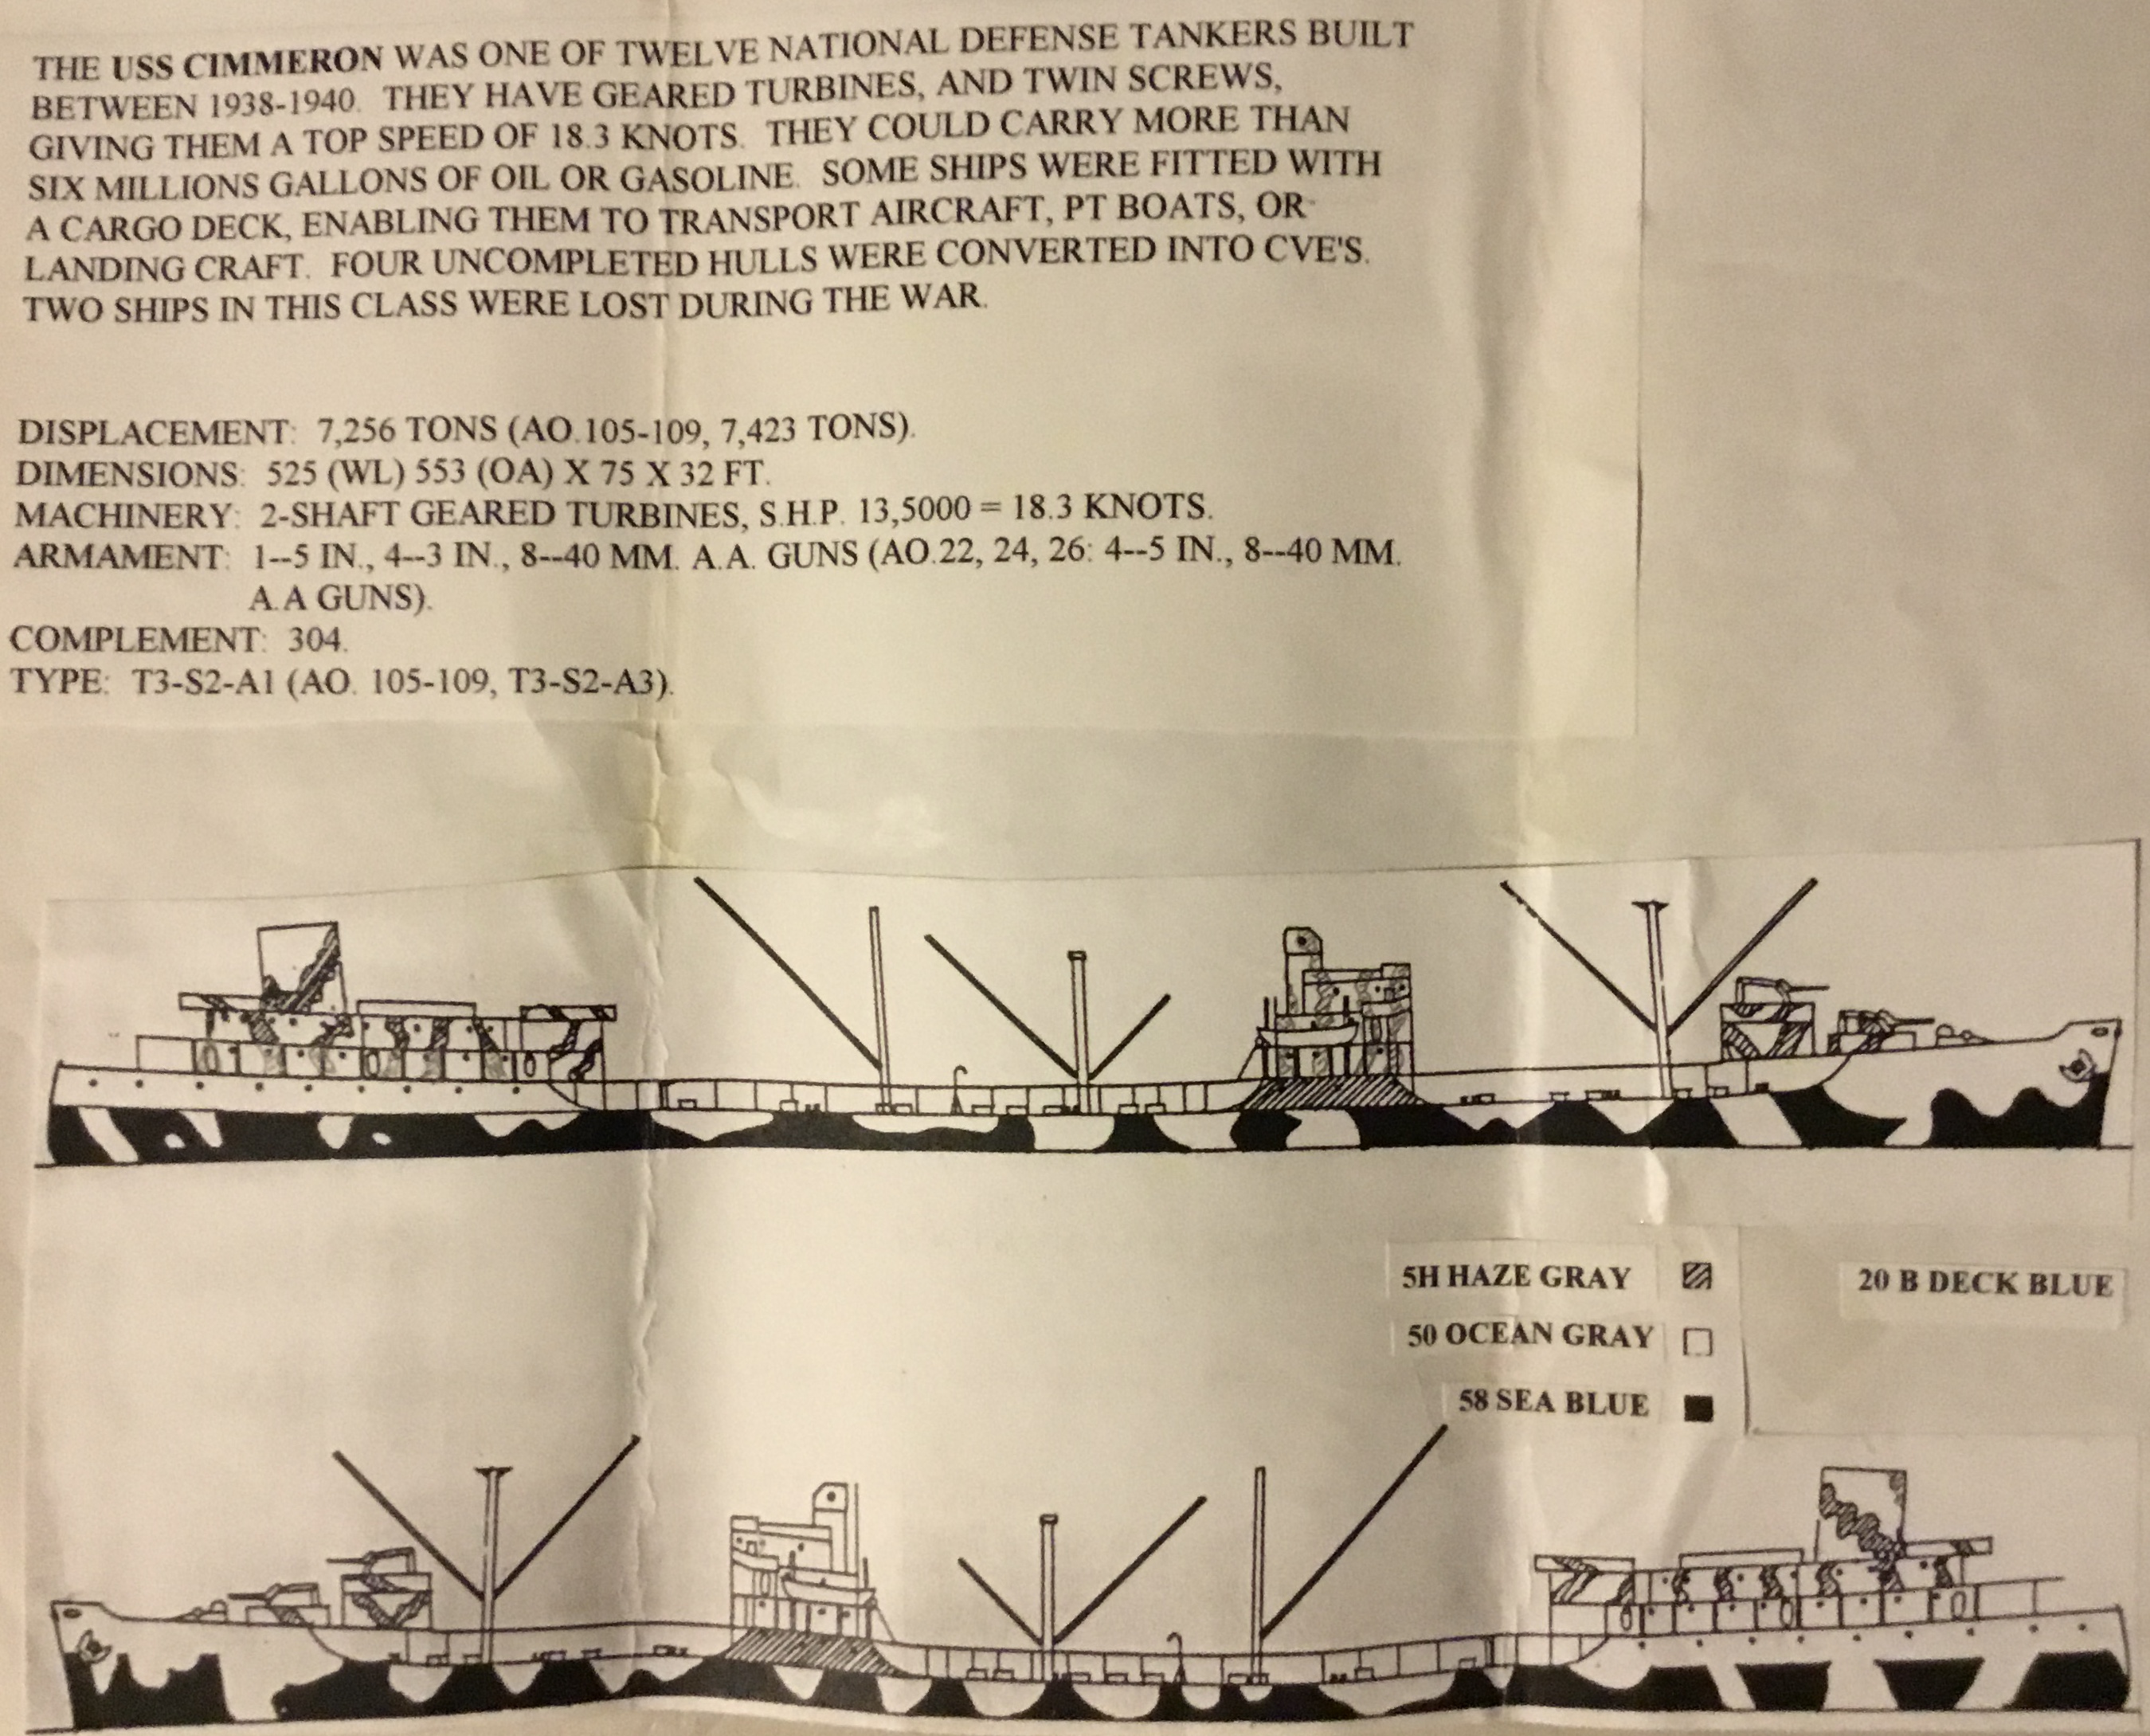 THE USS CIMMERON WAS ONE OF TWELVE NATIONAL DEFENSE TANKERS BUILT
BETWEEN 1938-1940. THEY HAVE GEARED TURBINES, AND TWIN SCREWS,
GIVING THEM A TOP SPEED OF 18.3 KNOTS. THEY COULD CARRY MORE THAN
SIX MILLIONS GALLONS OF OIL OR GASOLINE. SOME SHIPS WERE FITTED WITH
A CARGO DECK, ENABLING THEM TO TRANSPORT AIRCRAFT, PT BOATS, OR
LANDING CRAFT. FOUR UNCOMPLETED HULLS WERE CONVERTED INTO CVE'S.
TWO SHIPS IN THIS CLASS WERE LOST DURING THE WAR.
DISPLACEMENT: 7,256 TONS (AO.105-109, 7,423 TONS).
DIMENSIONS: 525 (WL) 553 (OA) X 75 X 32 FT.
MACHINERY: 2-SHAFT GEARED TURBINES, S.H.P. 13,5000 = 18.3 KNOTS.
ARMAMENT: 1--5 IN., 4--3 IN., 8--40 MM. A.A. GUNS (AO.22, 24, 26: 4--5 IN., 8--40 MM.
A.A GUNS).
COMPLEMENT: 304.
TYPE: T3-S2-A1 (AO. 105-109, T3-S2-A3).
5H HAZE GRAY
20 B DECK BLUE
50 OCEAN GRAY
58 SEA BLUE